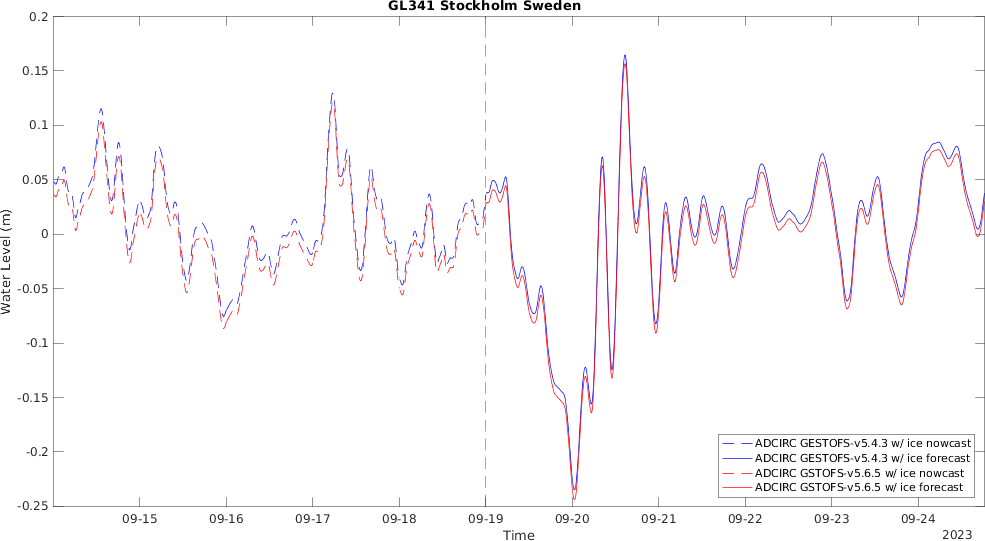 GL341 Stockholm Sweden
0.2
0.15
0.1
0.05
0
-0.05
-0.1
-0.15
-0.2
-0.25
Water Level (m)
ADCIRC GESTOFS-v5.4.3 w/ ice nowcast
ADCIRC GESTOFS-v5.4.3 w/ ice forecast
ADCIRC GSTOFS-v5.6.5 w/ ice nowcast
ADCIRC GSTOFS-v5.6.5 w/ ice forecast
09-15 09-16 09-17 09-18 09-19 09-20 09-21 09-22 09-23 09-24
Time
2023